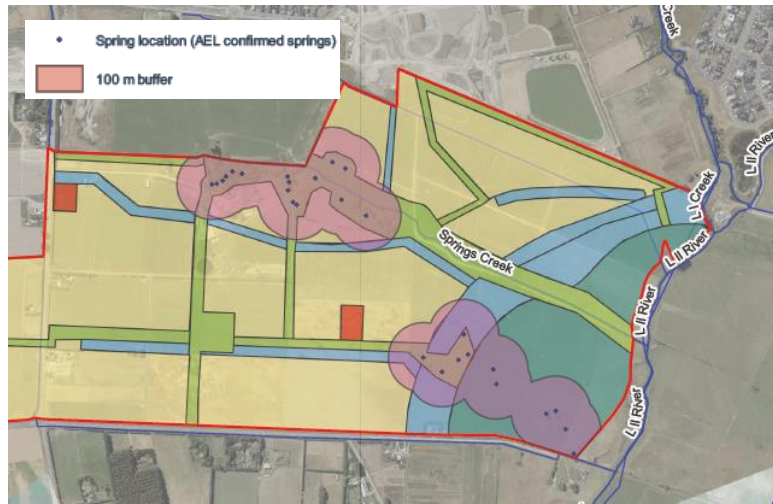 Spring location (AEL confirmed springs)
100 m buffer
Creek
L I Creek
L II River
L II River
Springs Creek
L II River
L II River